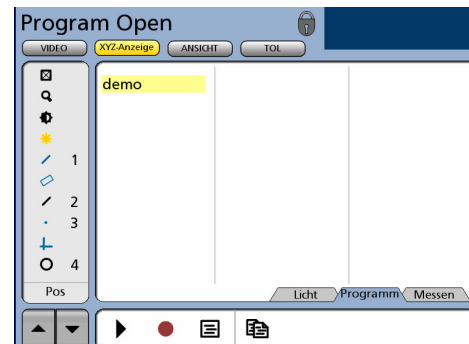 Program Open
VIDEO XYZ-Anzeige ANSICHT TOL
demo
1
2
3
4
Pos
Licht Programm Messen